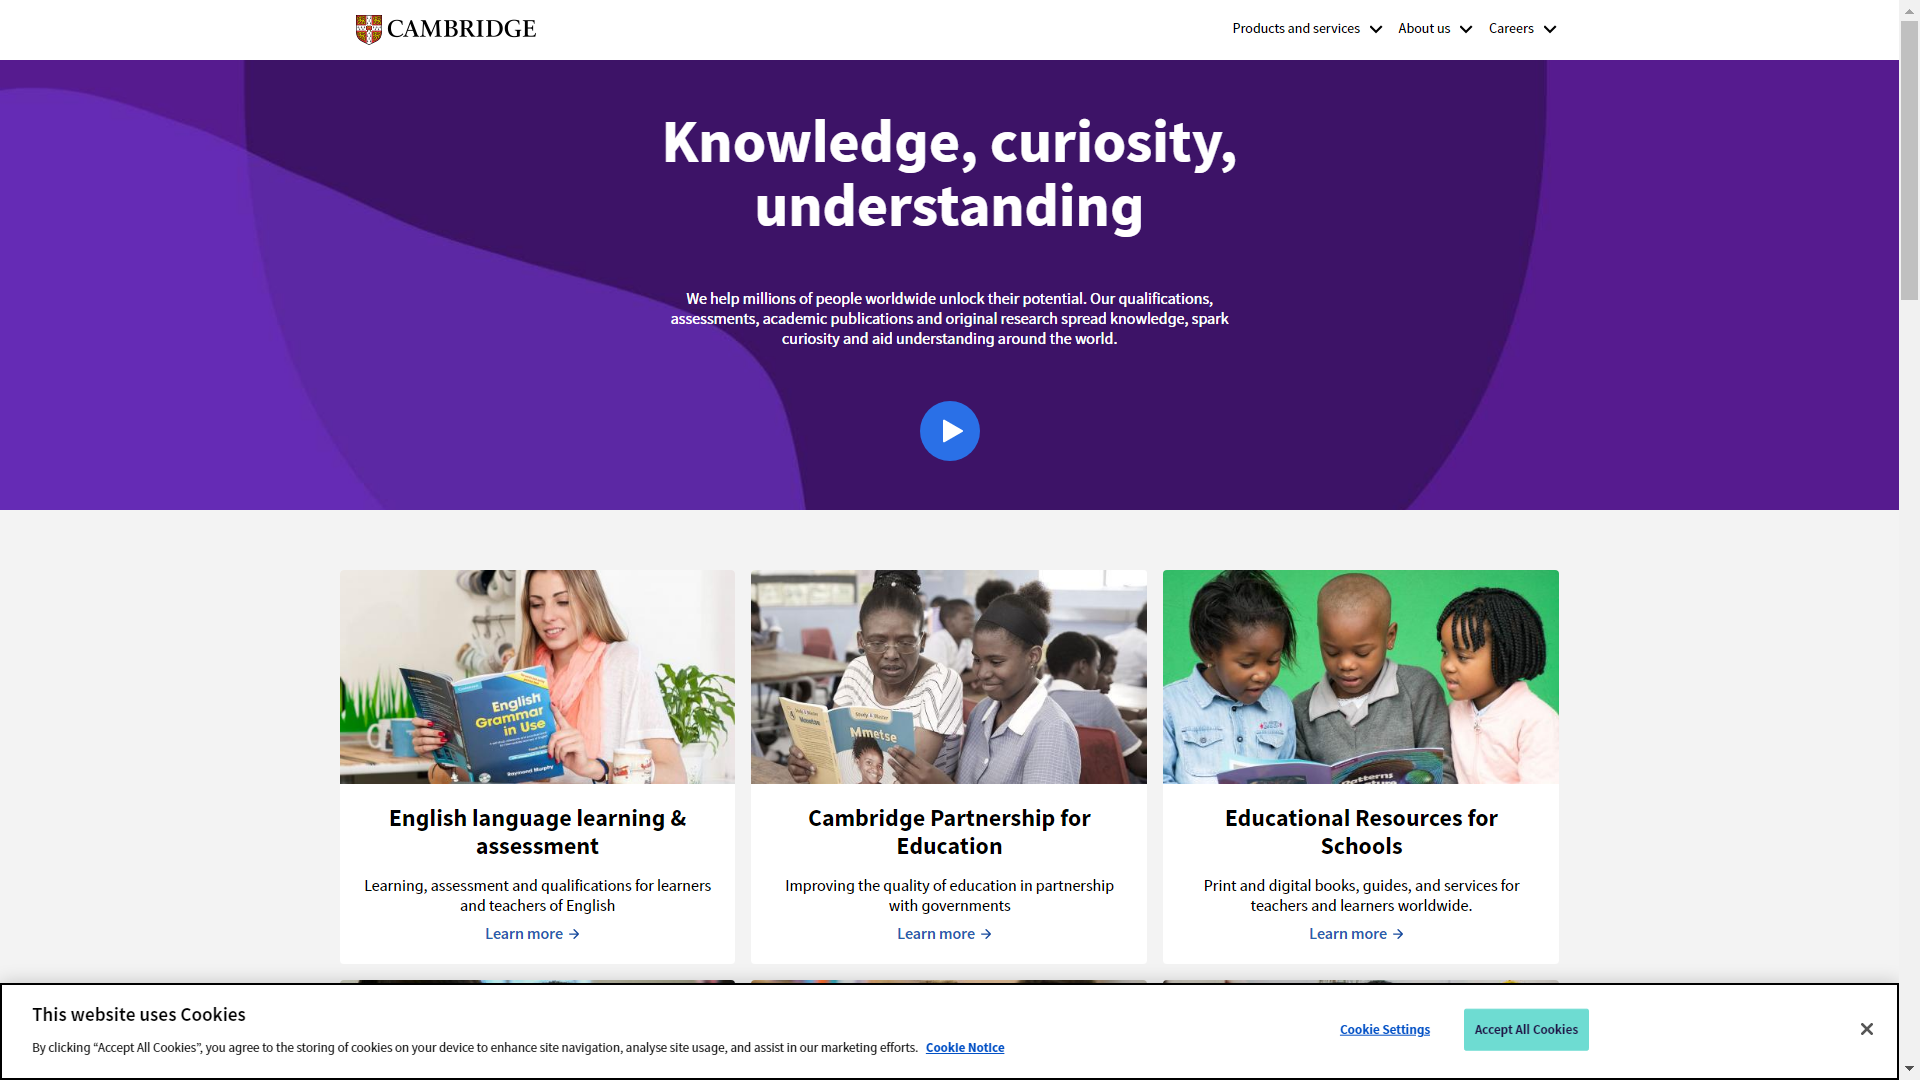 CAMBRIDGE
Products and services
About us
Careers
Knowledge, curiosity,
understanding
We help millions of people worldwide unlock their potential. Our qualifications,
assessments, academic publications and original research spread knowledge, spark
curiosity and aid understanding around the world.
English
Grammar
in Use
Raymond Murphy
Study & Master
Mmetse
Patterns
English language learning &
assessment
Learning, assessment and qualifications for learners
and teachers of English
Learn more
Cambridge Partnership for
Education
Improving the quality of education in partnership
with governments
Learn more
Educational Resources for
Schools
Print and digital books, guides, and services for
teachers and learners worldwide.
Learn more
This website uses Cookies
By clicking “Accept All Cookies”, you agree to the storing of cookies on your device to enhance site navigation, analyse site usage, and assist in our marketing efforts. Cookie Notice
Cookie Settings
Accept All Cookies